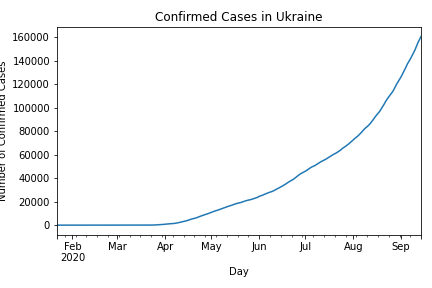 Confirmed Cases in Ukraine
Number of Confirmed Cases
160000
140000
120000
100000
80000
60000
40000
20000
0
Feb Mar Apr May Jun Jul Aug Sep
2020
Day